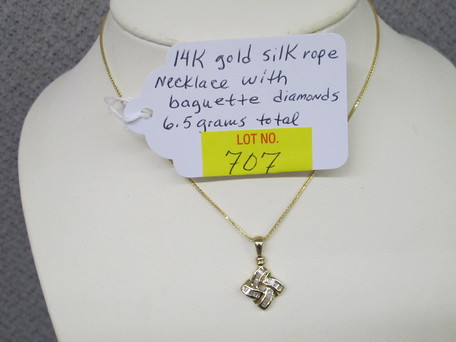 14K gold silk rope
Necklace with
baguette diamonds
6.5 grams total
LOT NO.
707